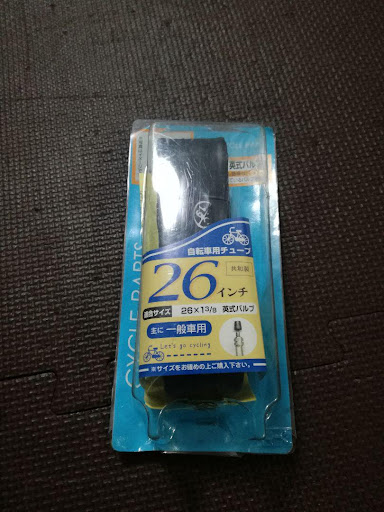 英式バルブ
自転車用チューブ
26インチ
共和製
適合サイズ 26×1 3/8 英式バルブ
主に 一般車用
Let's go cycling
※サイズをお確めの上ご購入下さい。
CYCLE PARTS